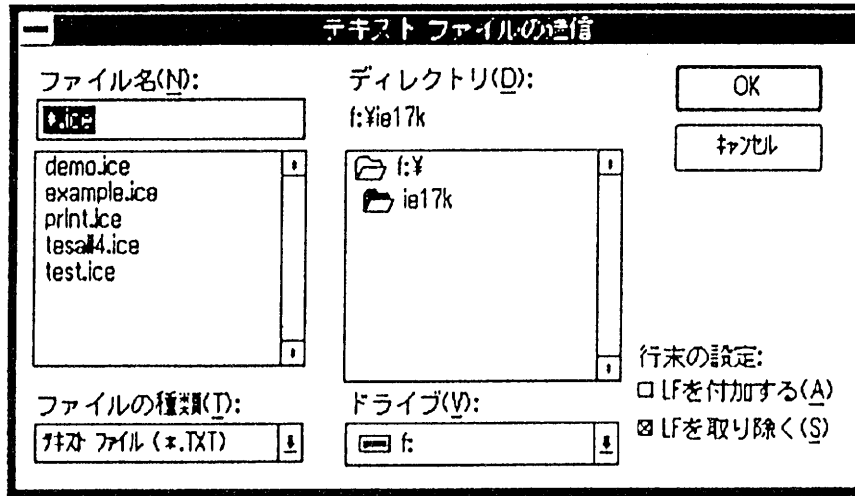 テキスト ファイルの送信
ファイル名(N):
*.ice
demo.ice
example.ice
print.ice
test.ice
ファイルの種類(T):
テキスト ファイル (*.TXT)
ディレクトリ(D):
f:¥ie17k
f:¥
ie17k
ドライブ(V):
f:
OK
キャンセル
行末の設定:
LFを付加する(A)
LFを取り除く(S)